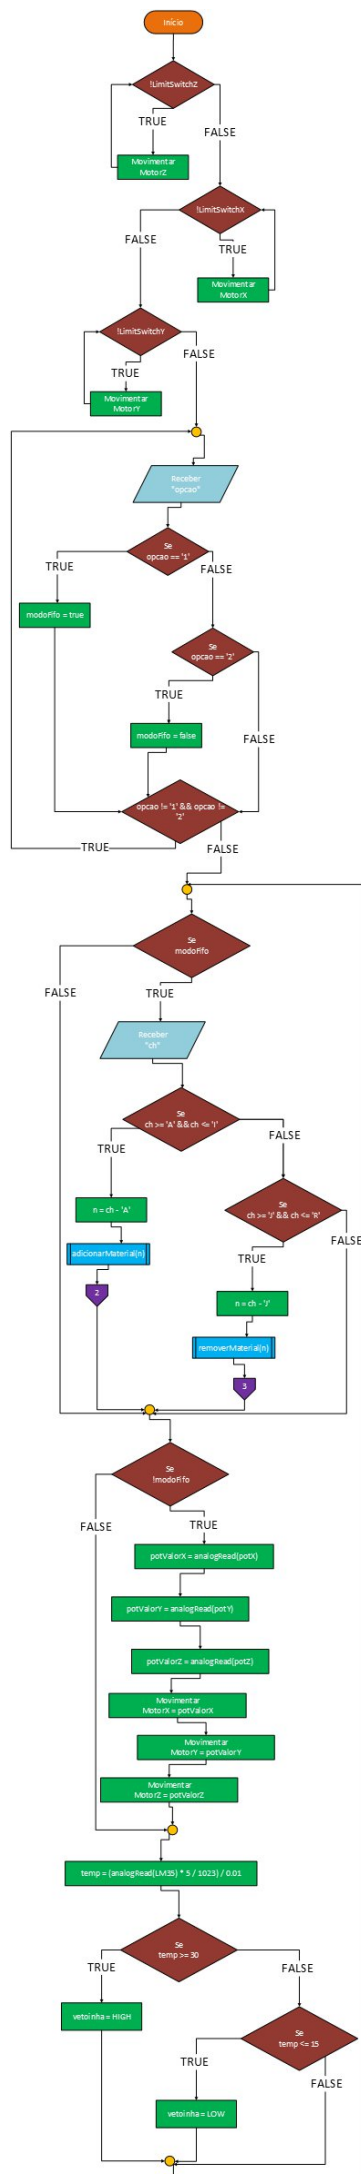 Início
!LimitSwitchZ
TRUE
FALSE
Movimentar
MotorZ
!LimitSwitchX
FALSE
TRUE
Movimentar
MotorX
!LimitSwitchY
FALSE
TRUE
Movimentar
MotorY
Receber
"opcao"
Se
opcao == '1'
TRUE
FALSE
modoFifo = true
Se
opcao == '2'
TRUE
modoFifo = false
FALSE
opcao != '1' && opcao !=
'2'
TRUE
FALSE
Se
modoFifo
FALSE
TRUE
Receber
"ch"
Se
ch >= 'A' && ch <= 'I'
TRUE
FALSE
n = ch - 'A'
Se
ch >= 'J' && ch <= 'R'
FALSE
adicionarMaterial(n)
TRUE
2
n = ch - 'J'
removerMaterial(n)
3
Se
!modoFifo
FALSE
TRUE
potValorX = analogRead(potX)
potValorY = analogRead(potY)
potValorZ = analogRead(potZ)
Movimentar
MotorX = potValorX
Movimentar
MotorY = potValorY
Movimentar
MotorZ = potValorZ
temp = (analogRead(LM35) * 5 / 1023) / 0.01
Se
temp >= 30
TRUE
FALSE
vetoinha = HIGH
Se
temp <= 15
TRUE
FALSE
vetoinha = LOW